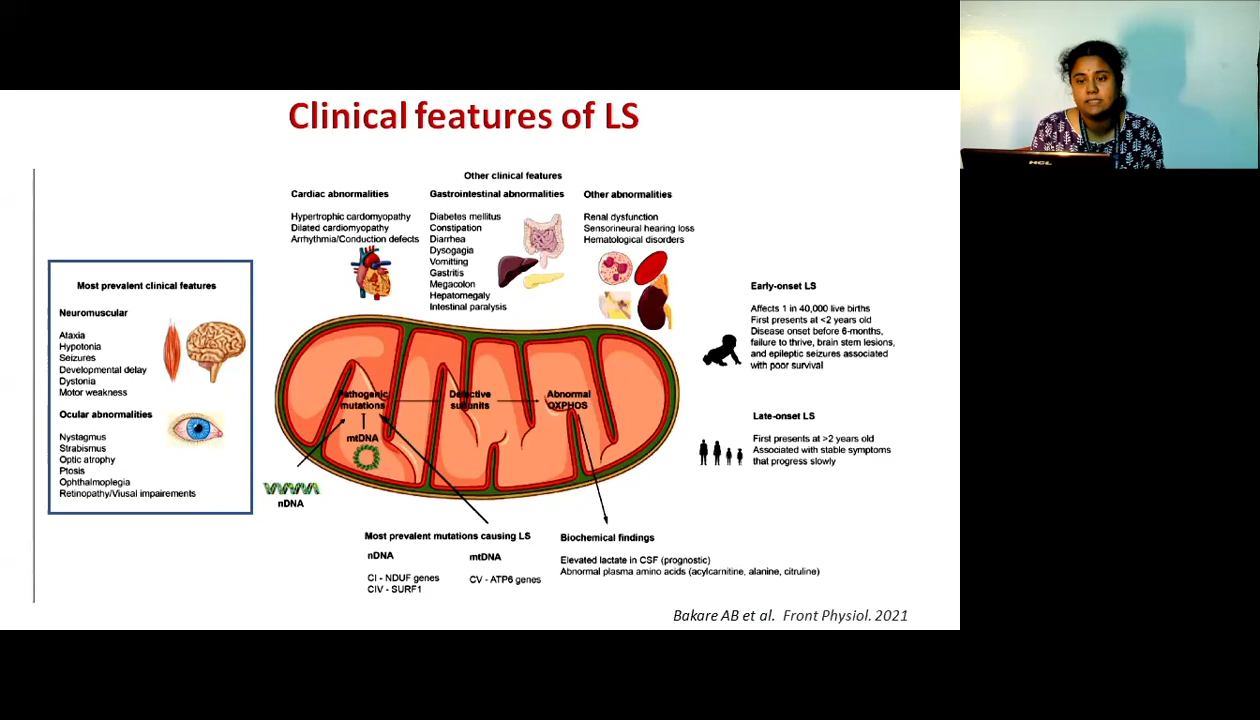 Clinical features of LS
Other clinical features
Cardiac abnormalities
Hypertrophic cardiomyopathy
Dilated cardiomyopathy
Arrhythmia/Conduction defects
Gastrointestinal abnormalities
Diabetes mellitus
Constipation
Diarrhea
Dysogagia
Vomitting
Gastritis
Megacolon
Hepatomegaly
Intestinal paralysis
Other abnormalities
Renal dysfunction
Sensorineural hearing loss
Hematological disorders
Most prevalent clinical features
Neuromuscular
Ataxia
Hypotonia
Seizures
Developmental delay
Dystonia
Motor weakness
Ocular abnormalities
Nystagmus
Strabismus
Optic atrophy
Ptosis
Ophthalmoplegia
Retinopathy/Viusal impairements
Pathogenic
mutations
Defective
subunits
Abnormal
OXPHOS
mtDNA
nDNA
Early-onset LS
Affects 1 in 40,000 live births
First presents at <2 years old
Disease onset before 6-months,
failure to thrive, brain stem lesions,
and epileptic seizures associated
with poor survival
Late-onset LS
First presents at >2 years old
Associated with stable symptoms
that progress slowly
Most prevalent mutations causing LS
nDNA
CI - NDUF genes
CIV - SURF1
mtDNA
CV - ATP6 genes
Biochemical findings
Elevated lactate in CSF (prognostic)
Abnormal plasma amino acids (acylcarnitine, alanine, citruline)
Bakare AB et al. Front Physiol. 2021
HCL